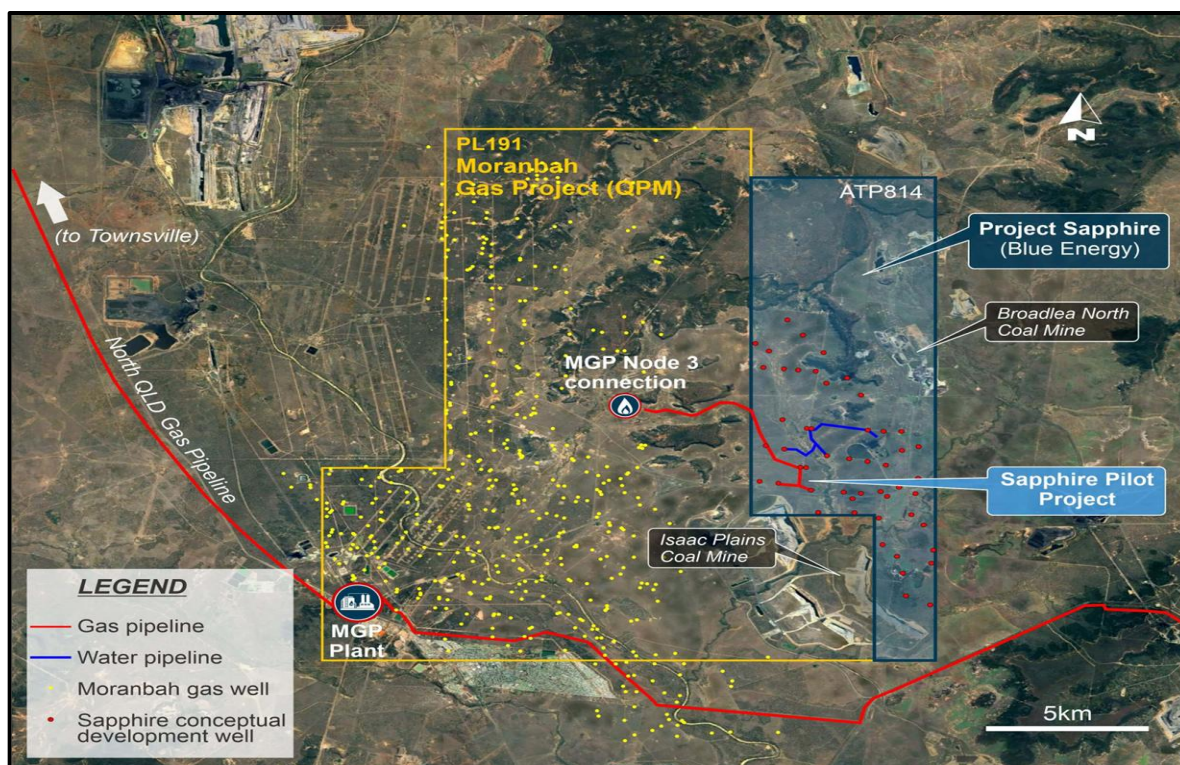 PL191
Moranbah
Gas Project (QPM)
ATP814
N
(to Townsville)
Project Sapphire
(Blue Energy)
Broadlea North
Coal Mine
MGP Node 3
connection
North QLD Gas Pipeline
Sapphire Pilot
Project
Isaac Plains
Coal Mine
MGP
Plant
LEGEND
Gas pipeline
Water pipeline
Moranbah gas well
Sapphire conceptual
development well
5km